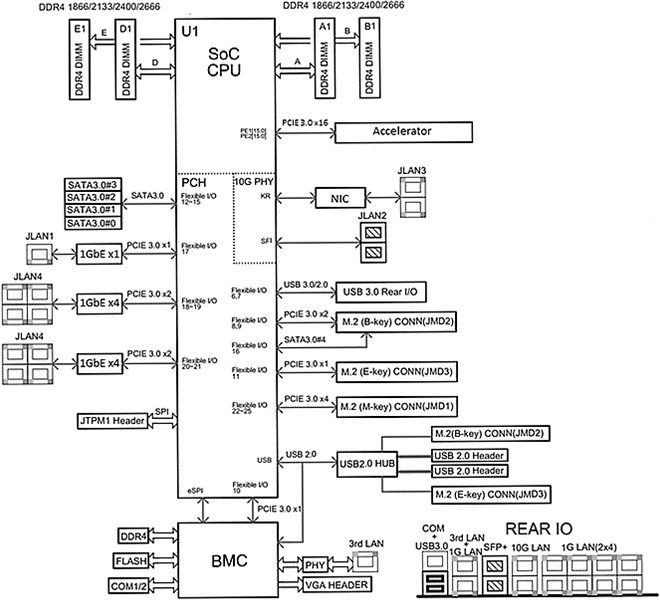 DDR4 1866/2133/2400/2666
DDR4 1866/2133/2400/2666
E1
DDR4 DIMM
E
D1
DDR4 DIMM
D
U1
SoC
CPU
A1
DDR4 DIMM
A
B
B1
DDR4 DIMM
PE1[15:0]
PE2[15:0]
PCIE3.0 x16
Accelerator
SATA3.0#3
SATA3.0#2
SATA3.0#1
SATA3.0#0
SATA3.0
PCH
Flexible I/O
12~15
10G PHY
KR
NIC
JLAN3
JLAN2
SFI
JLAN1
1GbE x1
PCIE 3.0 x1
Flexible I/O
17
JLAN4
1GbE x4
PCIE 3.0 x2
Flexible I/O
18~19
JLAN4
1GbE x4
PCIE 3.0 x2
Flexible I/O
20~21
Flexible I/O
6,7
USB 3.0/2.0
USB 3.0 Rear I/O
Flexible I/O
8,9
PCIE 3.0 x2
M.2 (B-key) CONN(JMD2)
Flexible I/O
16
SATA3.0#4
Flexible I/O
11
PCIE 3.0 x1
M.2 (E-key) CONN(JMD3)
Flexible I/O
22~25
PCIE 3.0 x4
M.2 (M-key) CONN(JMD1)
JTPM1 Header
SPI
USB
USB 2.0
USB2.0 HUB
M.2(B-key) CONN(JMD2)
USB 2.0 Header
USB 2.0 Header
M.2 (E-key) CONN(JMD3)
eSPI
Flexible I/O
10
PCIE 3.0 x1
DDR4
FLASH
COM1/2
BMC
PHY
3rd LAN
VGA HEADER
REAR IO
COM
+
USB3.0
3rd LAN
+
1G LAN
SFP+
10G LAN
1G LAN(2x4)